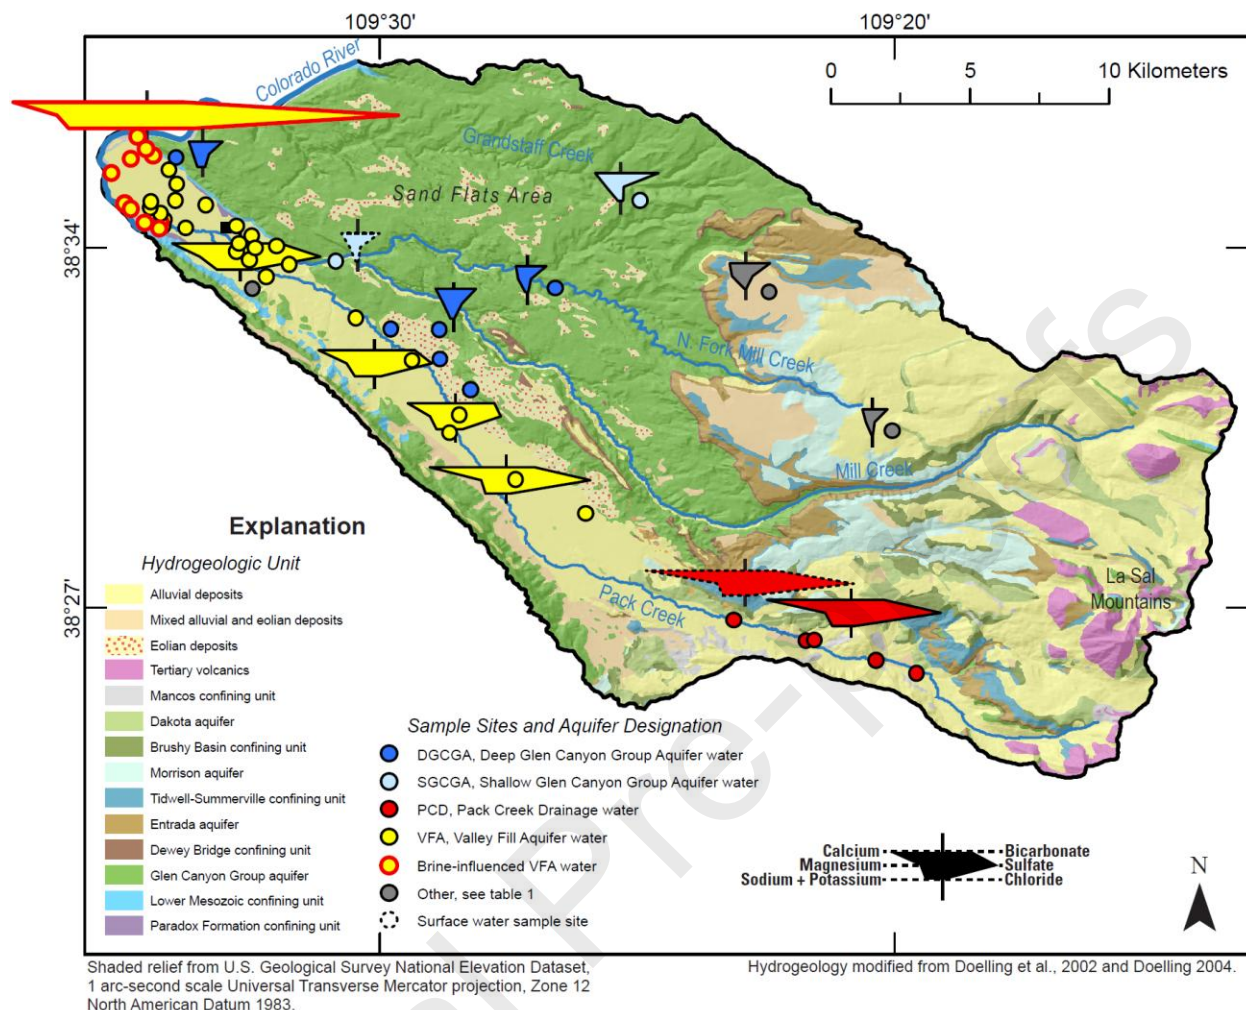 109°30'
109°20'
Colorado River
0 5 10 Kilometers
Grandstaff Creek
Sand Flats Area
38°34'
N. Fork Mill Creek
Mill Creek
Explanation
Hydrogeologic Unit
Alluvial deposits
Mixed alluvial and eolian deposits
Eolian deposits
Tertiary volcanics
Mancos confining unit
Dakota aquifer
Brushy Basin confining unit
Morrison aquifer
Tidwell-Summerville confining unit
Entrada aquifer
Dewey Bridge confining unit
Glen Canyon Group aquifer
Lower Mesozoic confining unit
Paradox Formation confining unit
La Sal
Mountains
38°27'
Pack Creek
Sample Sites and Aquifer Designation
DGCGA, Deep Glen Canyon Group Aquifer water
SGCGA, Shallow Glen Canyon Group Aquifer water
PCD, Pack Creek Drainage water
VFA, Valley Fill Aquifer water
Brine-influenced VFA water
Other, see table 1
Surface water sample site
Calcium Bicarbonate
Magnesium Sulfate
Sodium + Potassium Chloride
N
Shaded relief from U.S. Geological Survey National Elevation Dataset,
1 arc-second scale Universal Transverse Mercator projection, Zone 12
North American Datum 1983.
Hydrogeology modified from Doelling et al., 2002 and Doelling 2004.